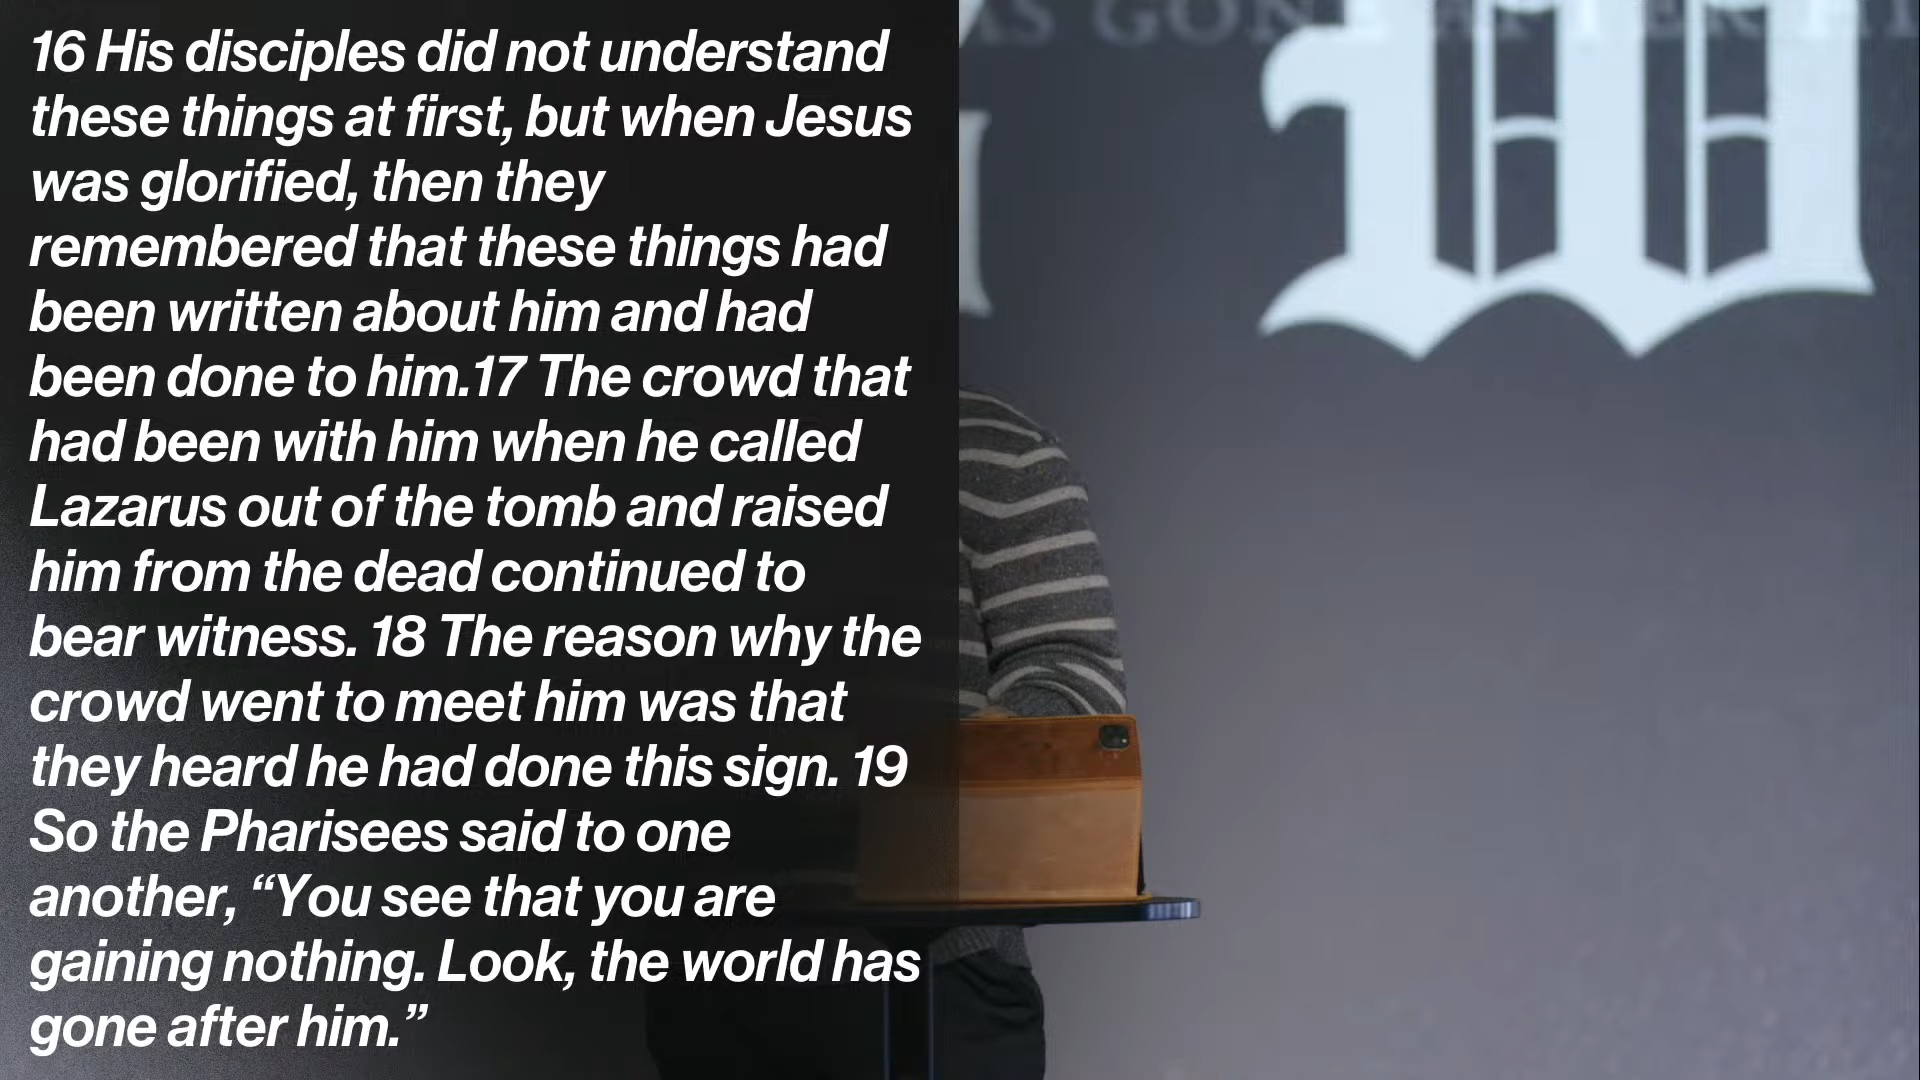 16 His disciples did not understand
these things at first, but when Jesus
was glorified, then they
remembered that these things had
been written about him and had
been done to him.17 The crowd that
had been with him when he called
Lazarus out of the tomb and raised
him from the dead continued to
bear witness. 18 The reason why the
crowd went to meet him was that
they heard he had done this sign. 19
So the Pharisees said to one
another, “You see that you are
gaining nothing. Look, the world has
gone after him.”